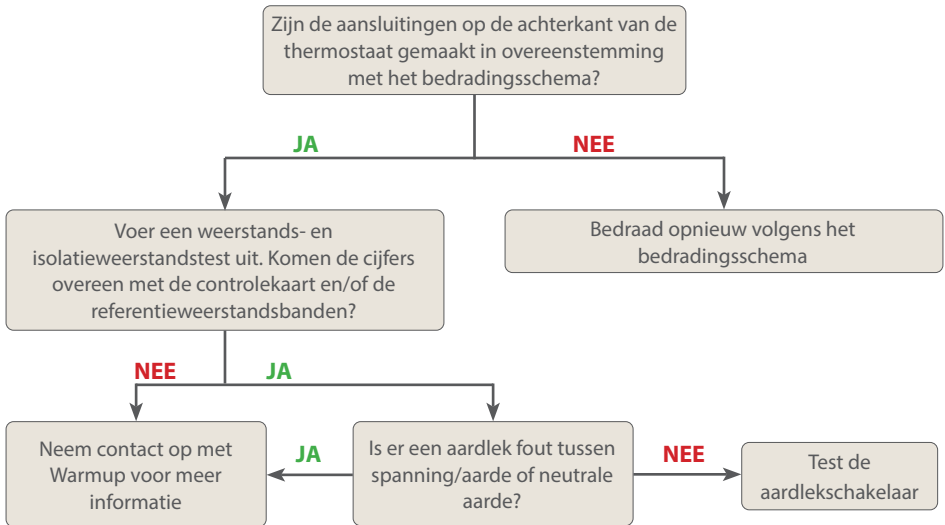 Zijn de aansluitingen op de achterkant van de
thermostaat gemaakt in overeenstemming
met het bedradingsschema?
JA
NEE
Voer een weerstands- en
isolatieweerstandstest uit. Komen de cijfers
overeen met de controlekaart en/of de
referentieweerstandsbanden?
Bedraad opnieuw volgens het
bedradingsschema
NEE
JA
Neem contact op met
Warmup voor meer
informatie
JA
Is er een aardlek fout tussen
spanning/aarde of neutrale
aarde?
NEE
Test de
aardlekschakelaar